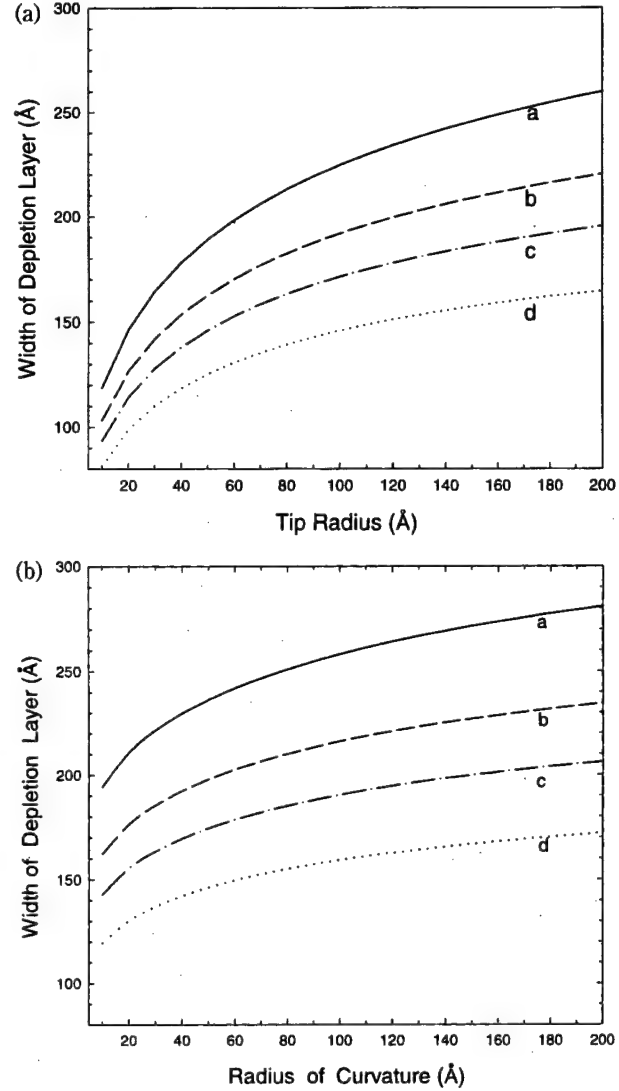 (a)
300
250
200
150
100
Width of Depletion Layer (Å)
a
b
c
d
20 40 60 80 100 120 140 160 180 200
Tip Radius (Å)
(b)
300
250
200
150
100
Width of Depletion Layer (Å)
a
b
c
d
20 40 60 80 100 120 140 160 180 200
Radius of Curvature (Å)